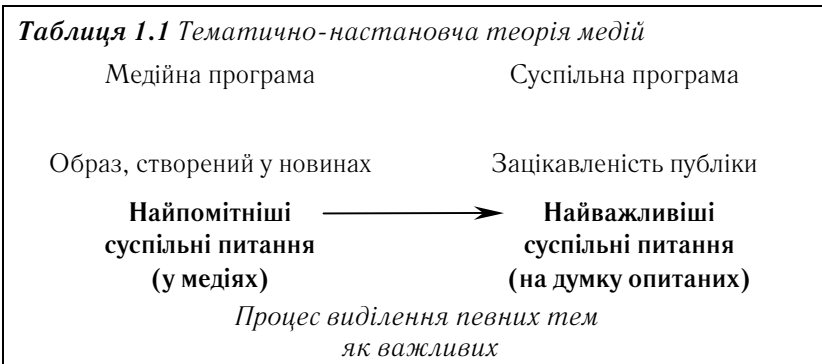 Таблиця 1.1 Тематично-настановча теорія медій
Медійна програма Суспільна програма
Образ, створений у новинах Зацікавленість публіки
Найпомітніші Найважливіші
суспільні питання суспільні питання
(у медіях) (на думку опитаних)
Процес виділення певних тем
як важливих